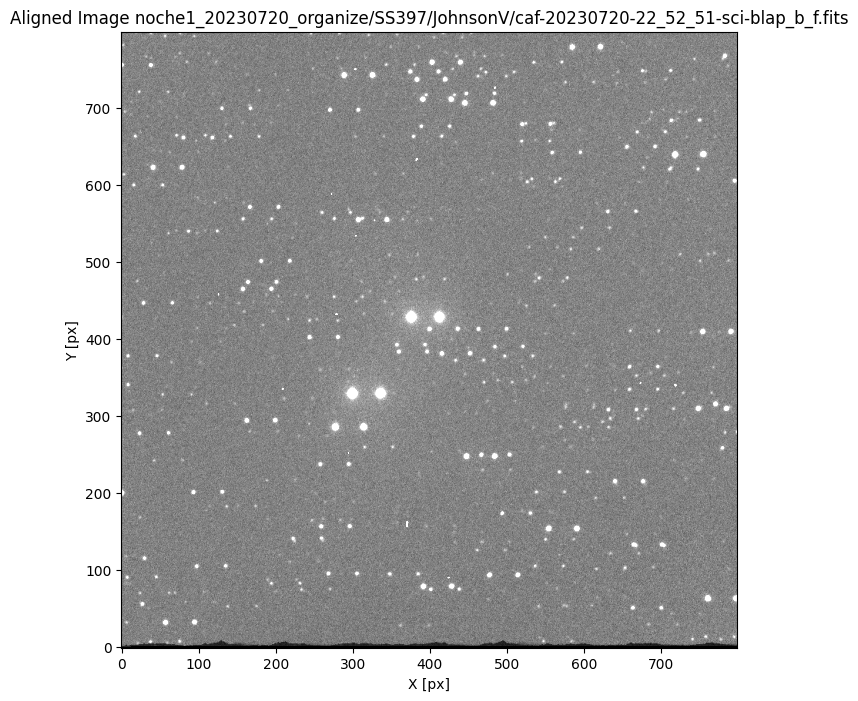 Aligned Image noche1_20230720_organize/SS397/JohnsonV/caf-20230720-22_52_51-sci-blap_b_f.fits
700
600
500
400
300
200
100
0
Y [px]
0 100 200 300 400 500 600 700
X [px]